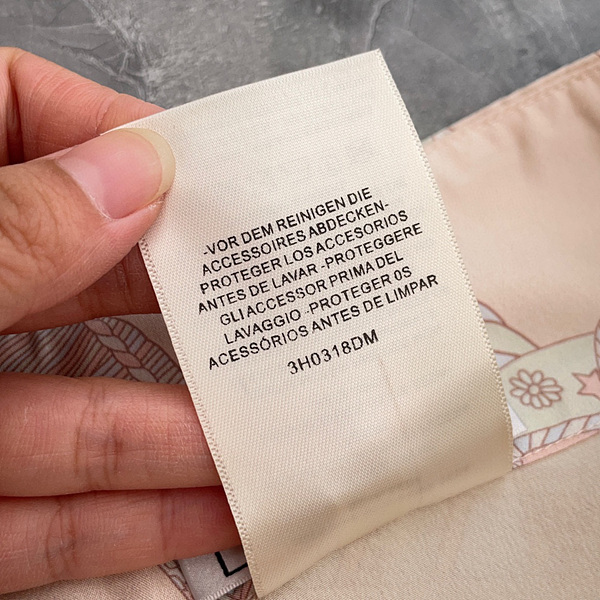 -VOR DEM REINIGEN DIE
ACCESSOIRES ABDECKEN-
PROTEGER LOS ACCESORIOS
ANTES DE LAVAR -PROTEGGERE
GLI ACCESSOR PRIMA DEL
LAVAGGIO -PROTEGER 0S
ACESSÓRIOS ANTES DE LIMPAR
3H0318DM